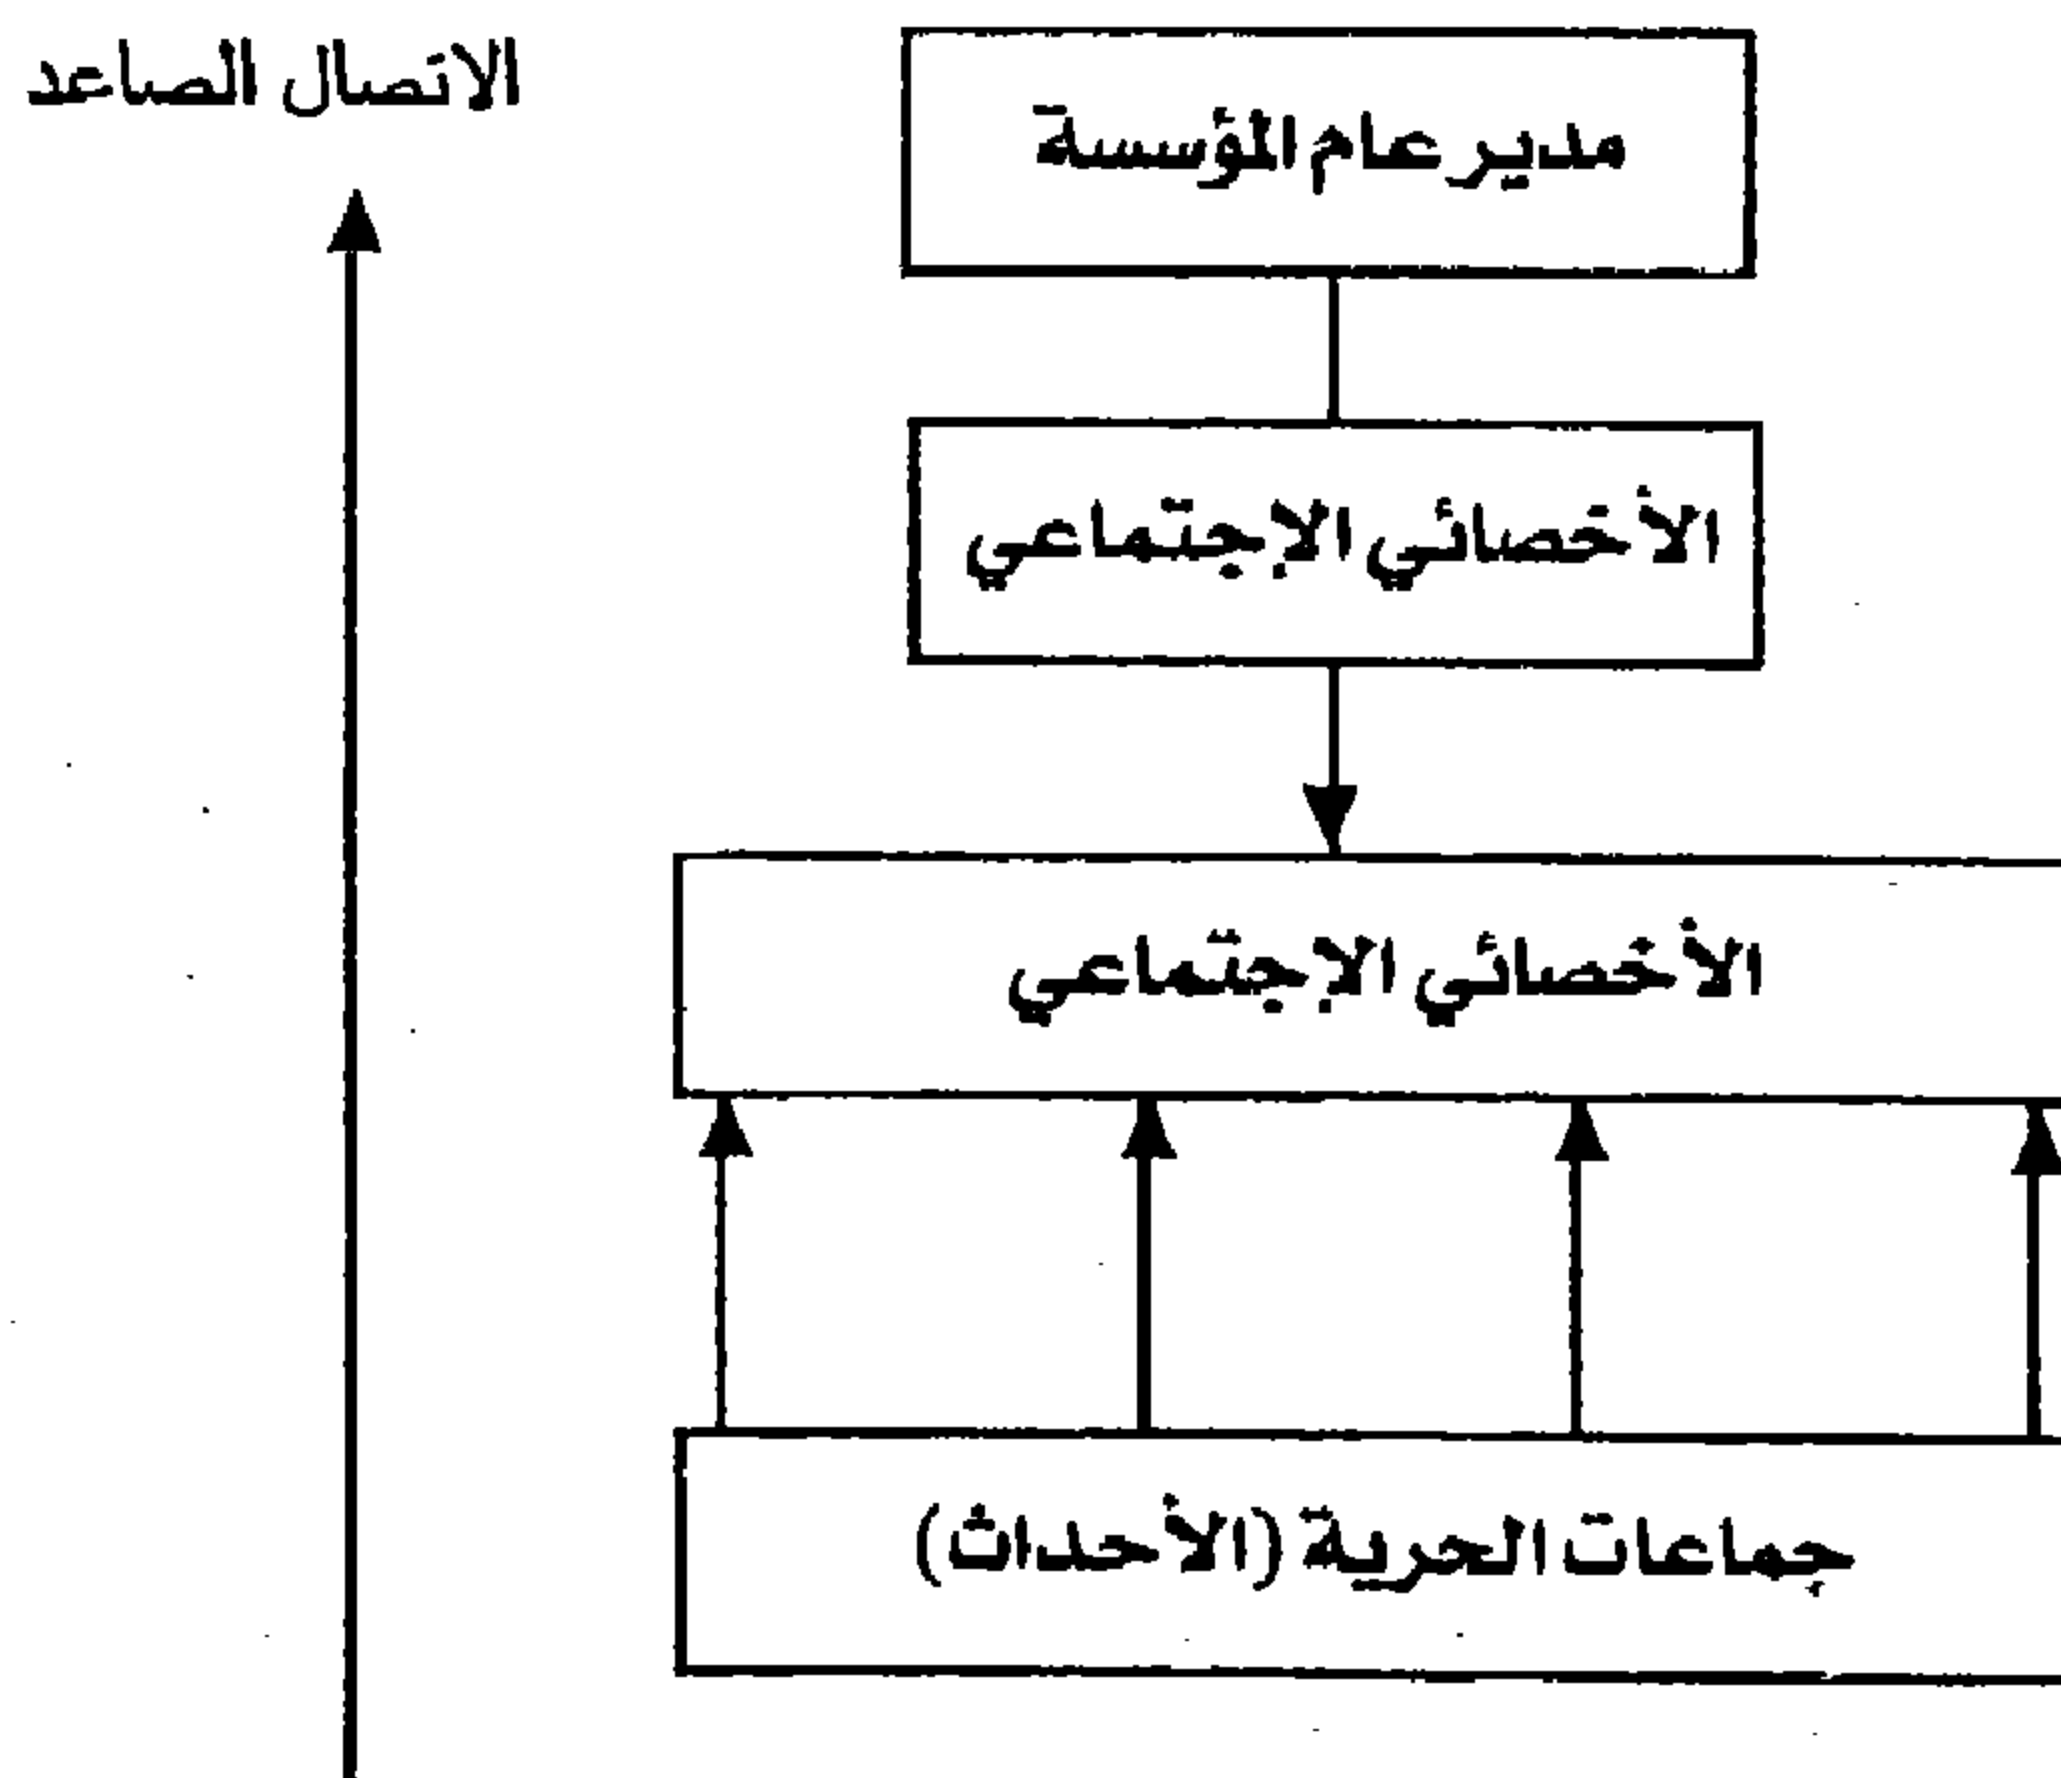 الاتصال الصاعد
مدير عام المؤسسة
الأخصائي الإجتماعي
الأخصائي الإجتماعي
جماعات الحرية (الأحداث)